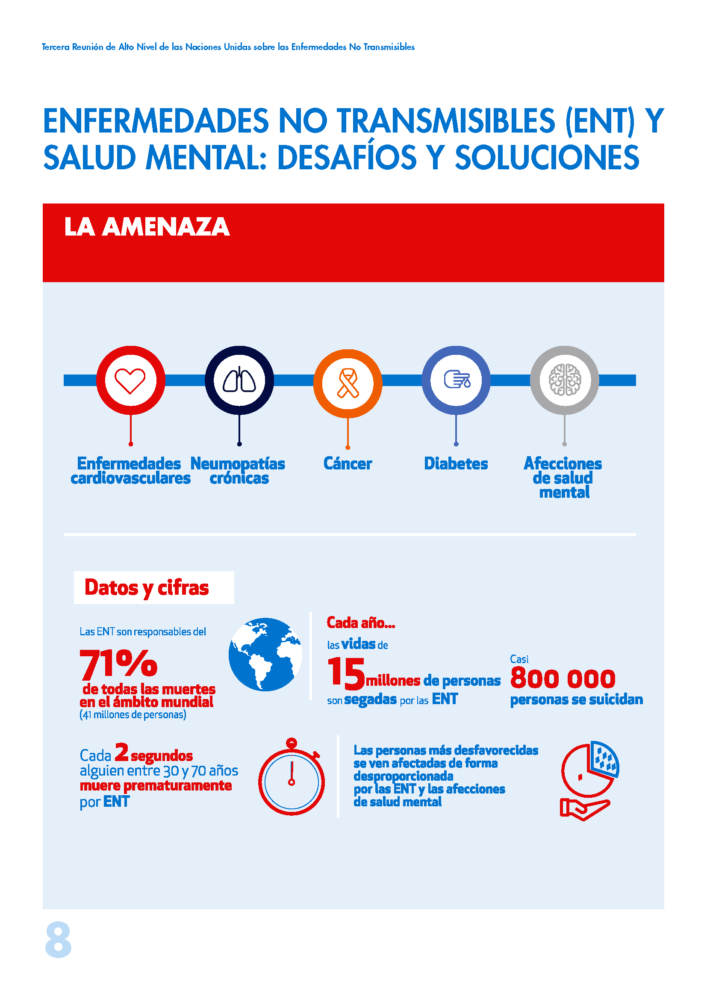 Tercera Reunión de Alto Nivel de las Naciones Unidas sobre las Enfermedades No Transmisibles
ENFERMEDADES NO TRANSMISIBLES (ENT) Y
SALUD MENTAL: DESAFÍOS Y SOLUCIONES
LA AMENAZA
Enfermedades
cardiovasculares
Neumopatías
crónicas
Cáncer
Diabetes
Afecciones
de salud
mental
Datos y cifras
Las ENT son responsables del
71%
de todas las muertes
en el ámbito mundial
(41 millones de personas)
Cada año...
las vidas de
15 millones de personas
son segadas por las ENT
Casi
800 000
personas se suicidan
Cada 2 segundos
alguien entre 30 y 70 años
muere prematuramente
por ENT
Las personas más desfavorecidas
se ven afectadas de forma
desproporcionada
por las ENT y las afecciones
de salud mental
8